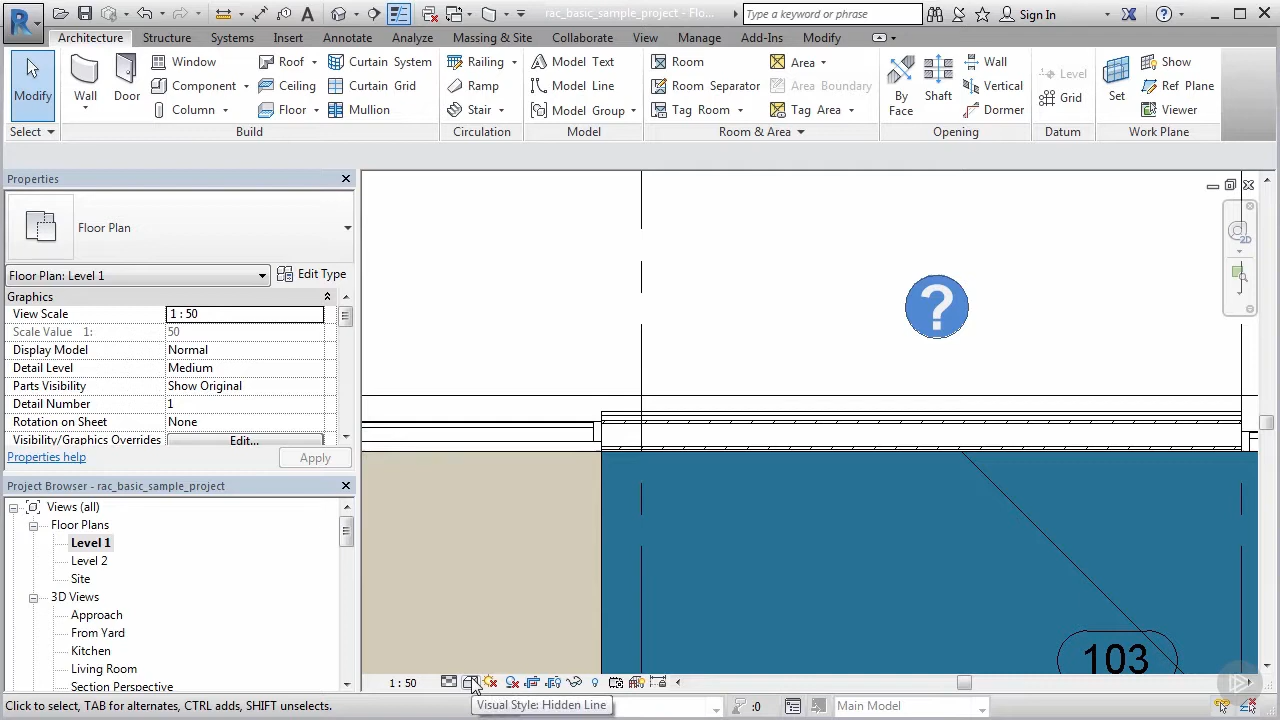 R rac_basic_sample_project - Flo... Type a keyword or phrase Sign In
Architecture Structure Systems Insert Annotate Analyze Massing & Site Collaborate View Manage Add-Ins Modify
Modify Wall Door Window Roof Curtain System Railing Model Text Room Area By Face Shaft Wall Level Set Show
Component Ceiling Curtain Grid Ramp Model Line Room Separator Area Boundary Vertical Grid Ref Plane
Column Floor Mullion Stair Model Group Tag Room Tag Area Dormer Viewer
Select Build Circulation Model Room & Area Opening Datum Work Plane
Properties
Floor Plan
Floor Plan: Level 1 Edit Type
Graphics
View Scale 1 : 50
Scale Value 1: 50
Display Model Normal
Detail Level Medium
Parts Visibility Show Original
Detail Number 1
Rotation on Sheet None
Visibility/Graphics Overrides Edit...
Properties help Apply
Project Browser - rac_basic_sample_project
Views (all)
Floor Plans
Level 1
Level 2
Site
3D Views
Approach
From Yard
Kitchen
Living Room
Section Perspective
?
2D
103
1 : 50
Visual Style: Hidden Line
Click to select, TAB for alternates, CTRL adds, SHIFT unselects. :0 Main Model